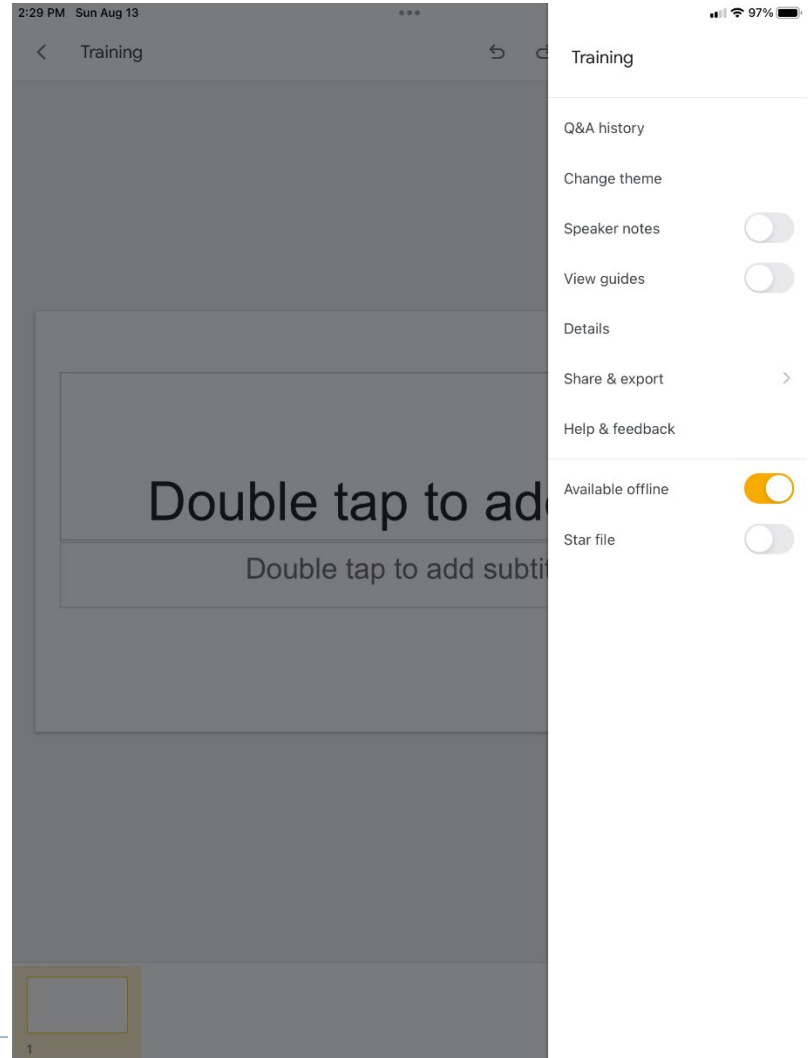 2:29 PM Sun Aug 13
97%
Training
Training
Q&A history
Change theme
Speaker notes
View guides
Details
Share & export
Help & feedback
Available offline
Star file
Double tap to ad
Double tap to add subtit
1